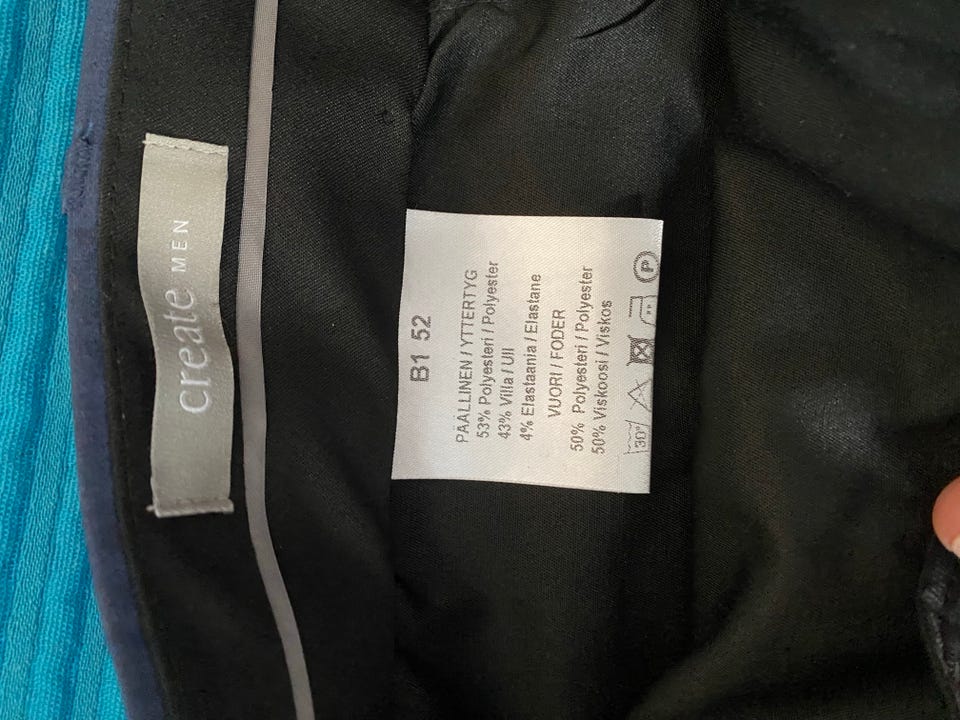 create MEN
B1 52
PÄÄLLINEN / YTTERTYG
53% Polyesteri / Polyester
43% Villa / Ull
4% Elastaania / Elastane
VUORI / FODER
50% Polyesteri / Polyester
50% Viskoosi / Viskos
30° P